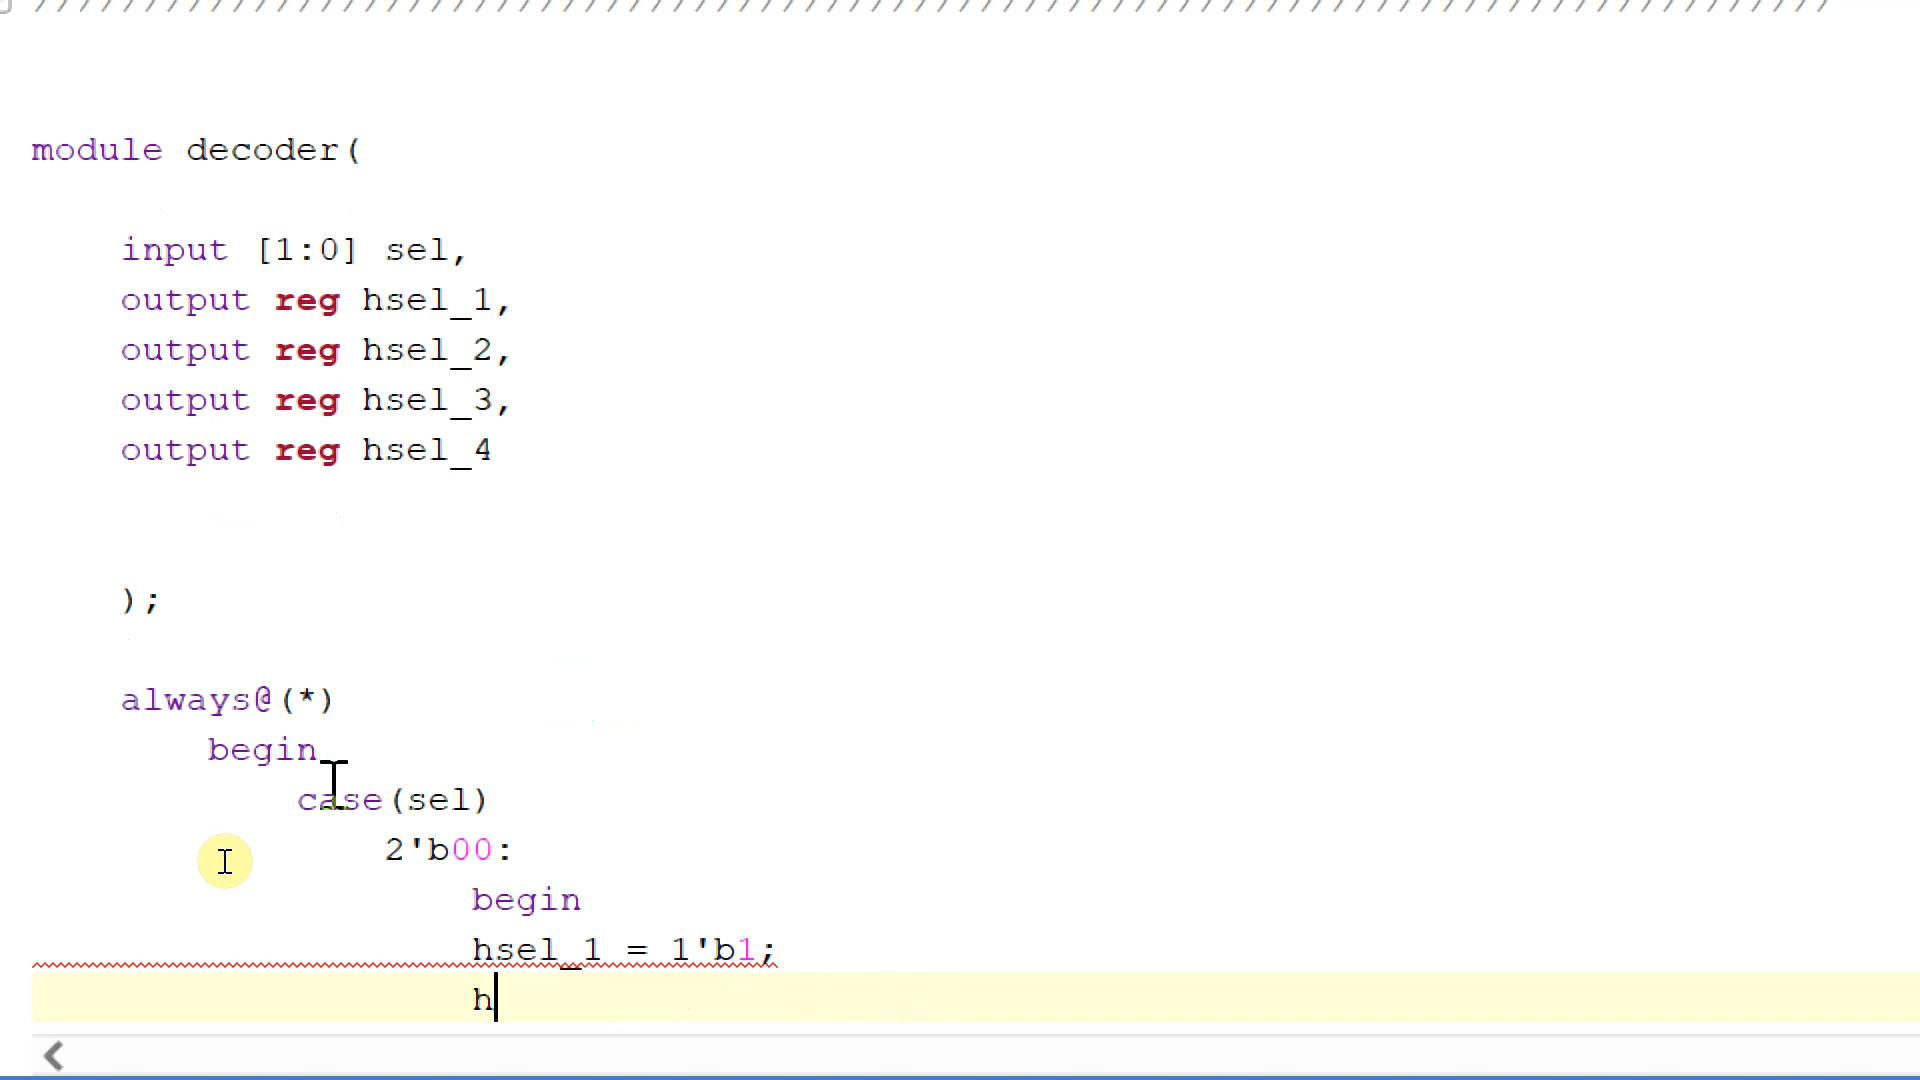 module decoder(
input [1:0] sel,
output reg hsel_1,
output reg hsel_2,
output reg hsel_3,
output reg hsel_4
);
always@(*)
begin
case(sel)
2'b00:
begin
hsel_1 = 1'b1;
h